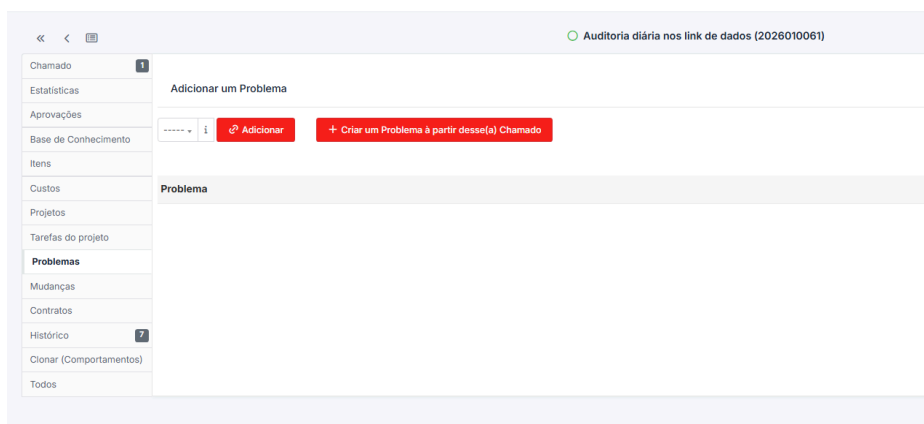 Auditoria diária nos link de dados (2026010061)
Chamado 1
Estatísticas
Aprovações
Base de Conhecimento
Itens
Custos
Projetos
Tarefas do projeto
Problemas
Mudanças
Contratos
Histórico 7
Clonar (Comportamentos)
Todos
Adicionar um Problema
----- i Adicionar + Criar um Problema à partir desse(a) Chamado
Problema